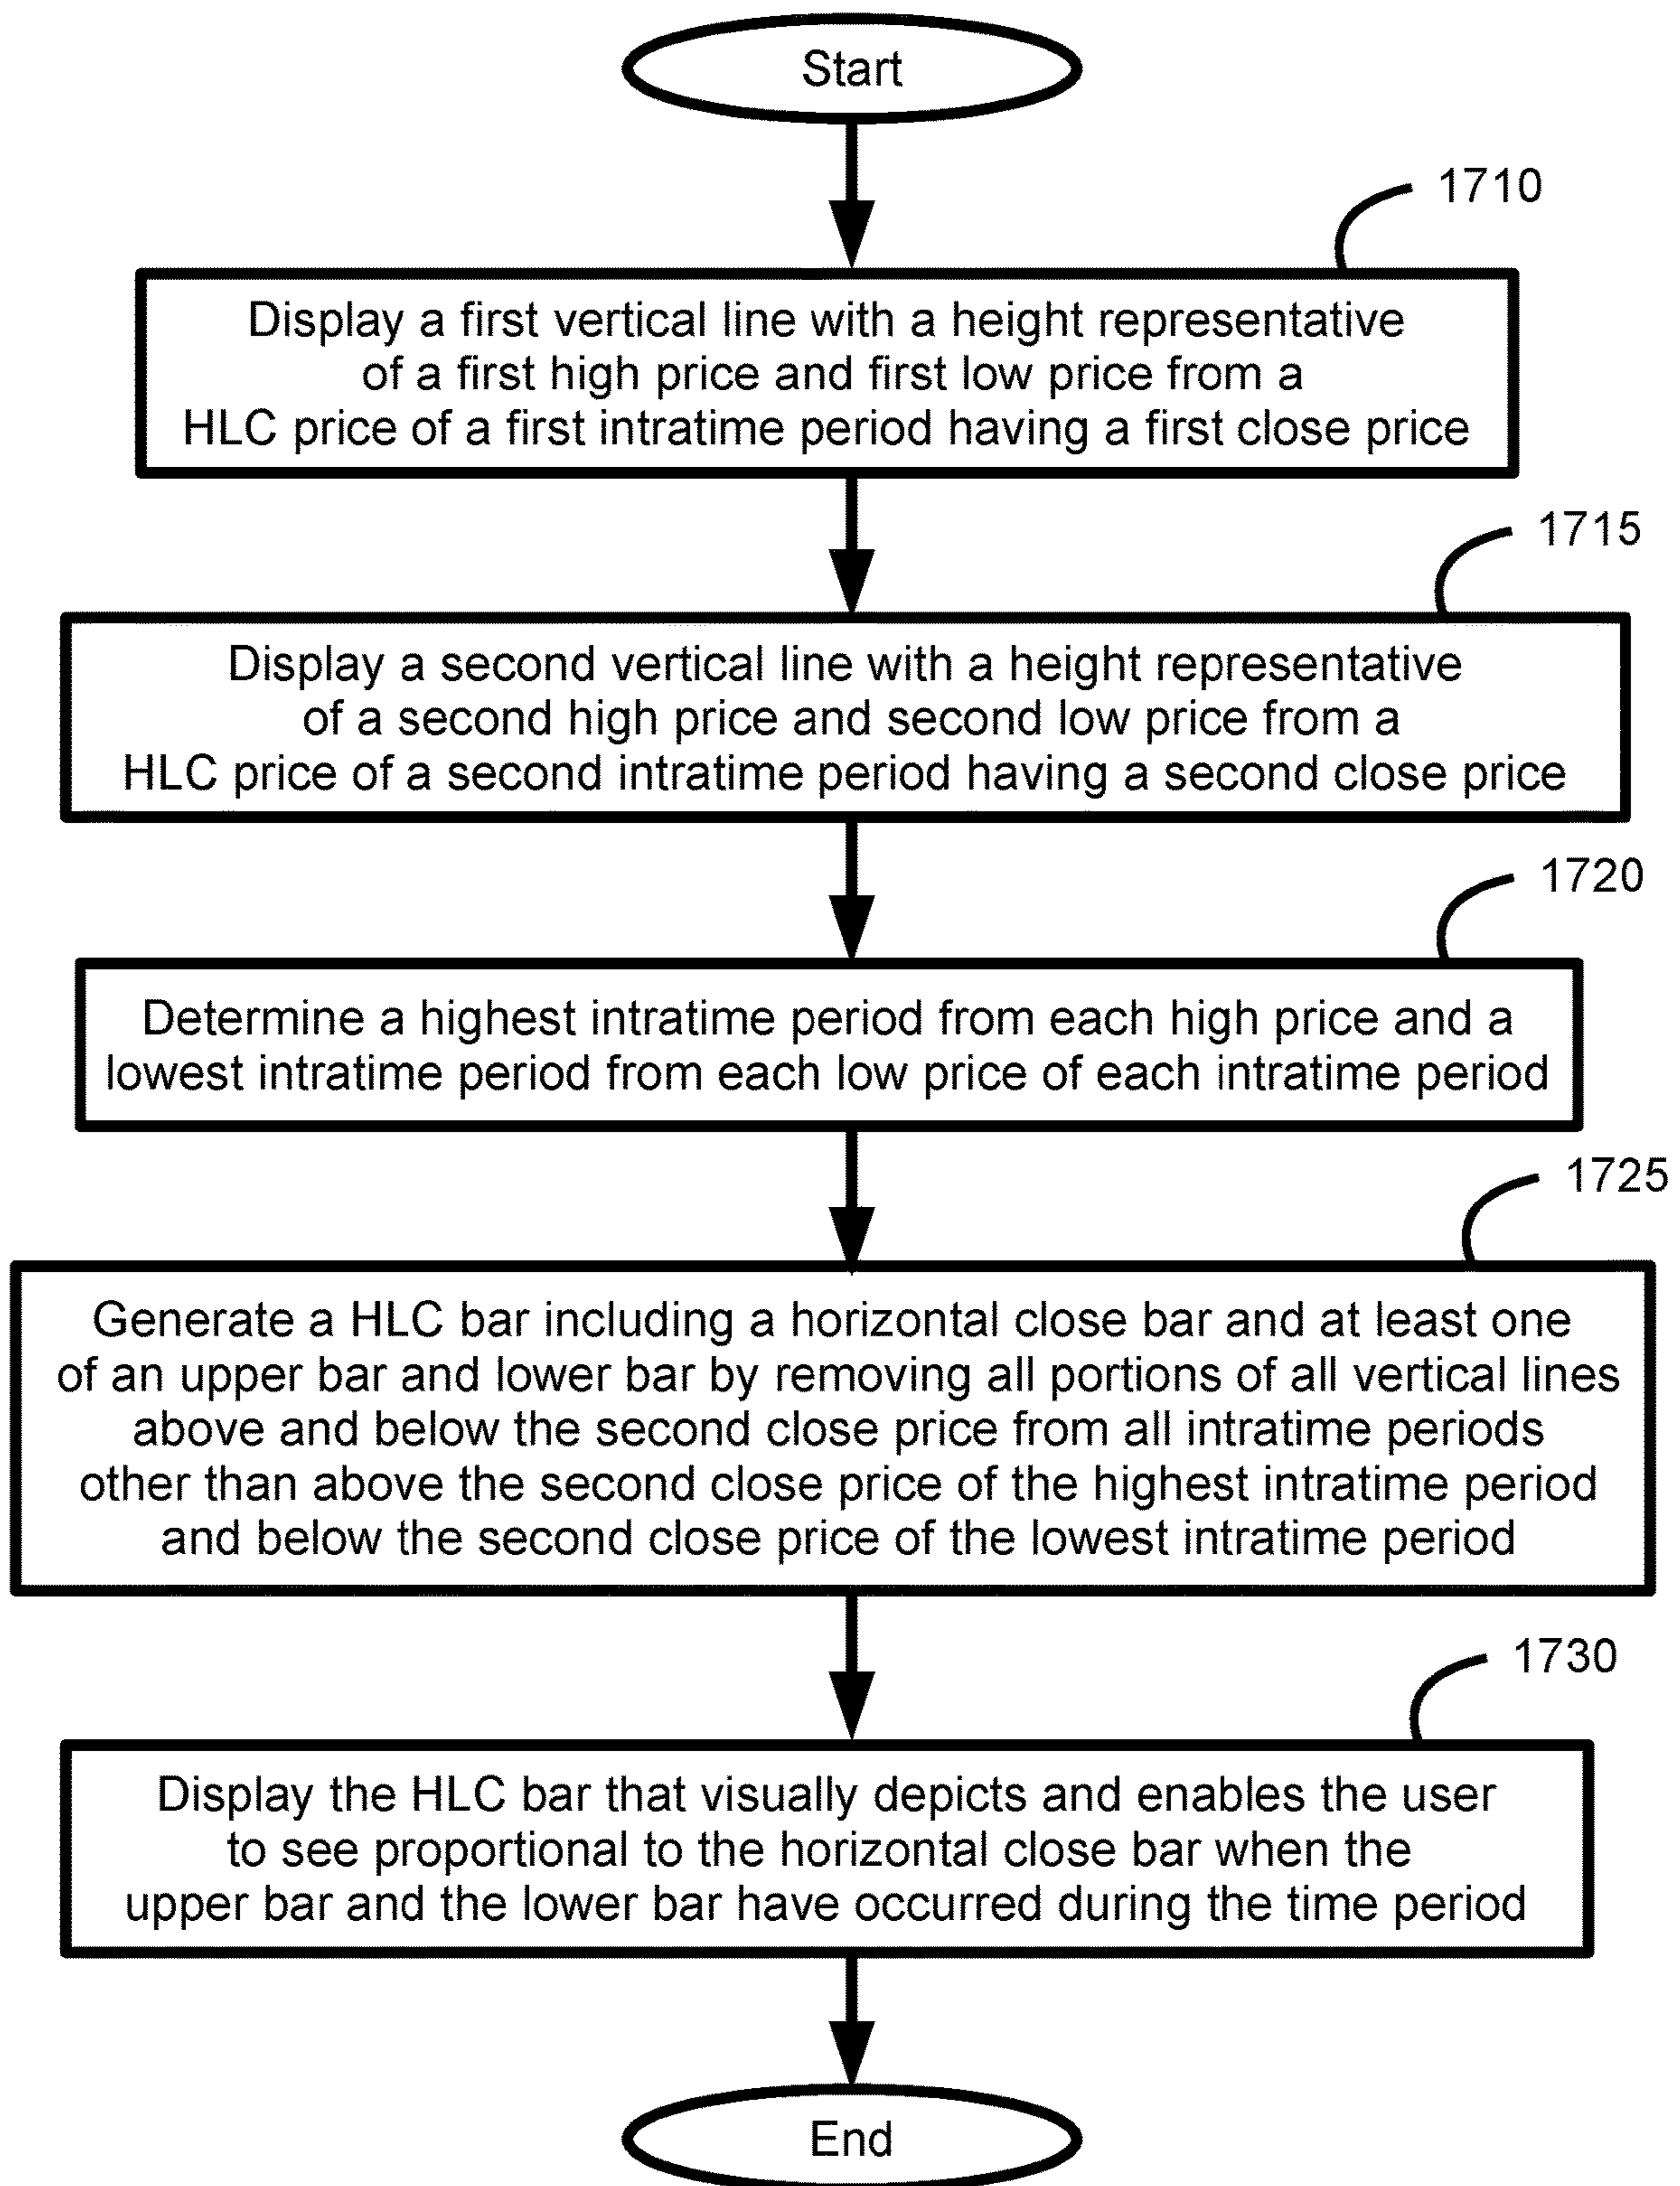 Start
1710
Display a first vertical line with a height representative
of a first high price and first low price from a
HLC price of a first intratime period having a first close price
1715
Display a second vertical line with a height representative
of a second high price and second low price from a
HLC price of a second intratime period having a second close price
1720
Determine a highest intratime period from each high price and a
lowest intratime period from each low price of each intratime period
1725
Generate a HLC bar including a horizontal close bar and at least one
of an upper bar and lower bar by removing all portions of all vertical lines
above and below the second close price from all intratime periods
other than above the second close price of the highest intratime period
and below the second close price of the lowest intratime period
1730
Display the HLC bar that visually depicts and enables the user
to see proportional to the horizontal close bar when the
upper bar and the lower bar have occurred during the time period
End